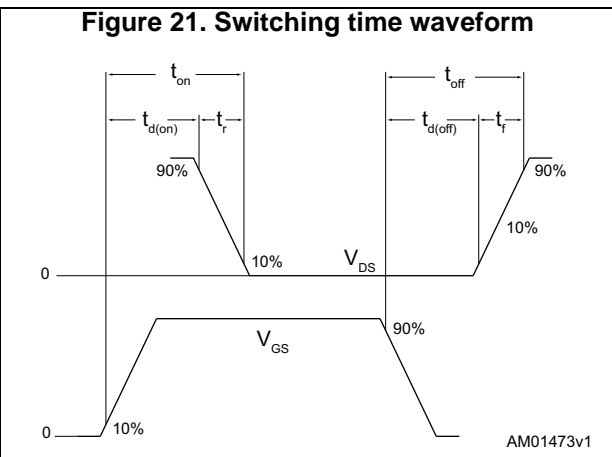 Figure 21. Switching time waveform
ton toff
td(on) tr td(off) tf
90% 90%
10%
10%
0 VDS
VGS 90%
0 10%
AM01473v1